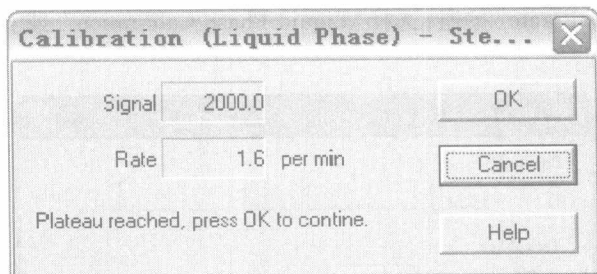 Calibration (Liquid Phase) - Ste...
Signal 2000.0 OK
Rate 1.6 per min Cancel
Plateau reached, press OK to contine.
Help